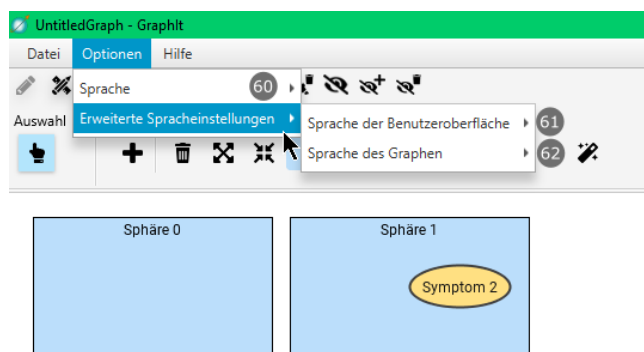 UntitledGraph - GraphIt
Datei Optionen Hilfe
Sprache 60
Auswahl Erweiterte Spracheinstellungen
Sprache der Benutzeroberfläche 61
Sprache des Graphen 62
Sphäre 0 Sphäre 1
Symptom 2